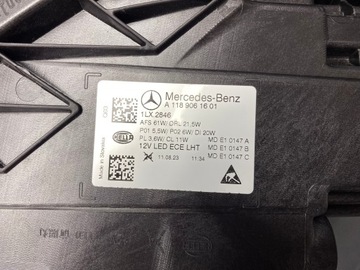 Mercedes-Benz
A 118 906 16 01
1LX.2846
AFS 61W/ DRL 21,5W
P01 6,5W/ P02 6W/ DI 20W
PL 3,6W/ CL 11W
12V LED ECE LHT
HELLA
Made in Slovakia
MD E1 0147 A
MD E1 0147 B
MD E1 0147 C
11.08.23
11:34